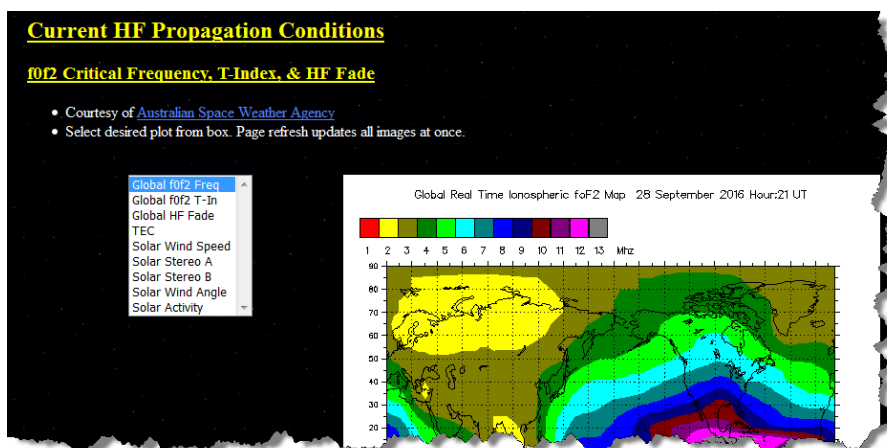 Current HF Propagation Conditions
f0f2 Critical Frequency, T-Index, & HF Fade
Courtesy of Australian Space Weather Agency
Select desired plot from box. Page refresh updates all images at once.
Global f0f2 Freq
Global f0f2 T-In
Global HF Fade
TEC
Solar Wind Speed
Solar Stereo A
Solar Stereo B
Solar Wind Angle
Solar Activity
Global Real Time Ionospheric foF2 Map 28 September 2016 Hour:21 UT
1 2 3 4 5 6 7 8 9 10 11 12 13 Mhz
90
80
70
60
50
40
30
20